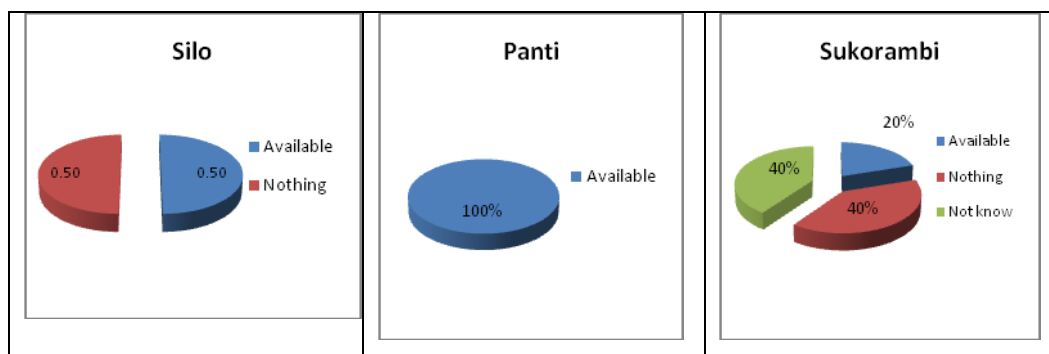 Silo
0.50
0.50
Available
Nothing
Panti
100%
Available
Sukorambi
20%
40%
40%
Available
Nothing
Not know